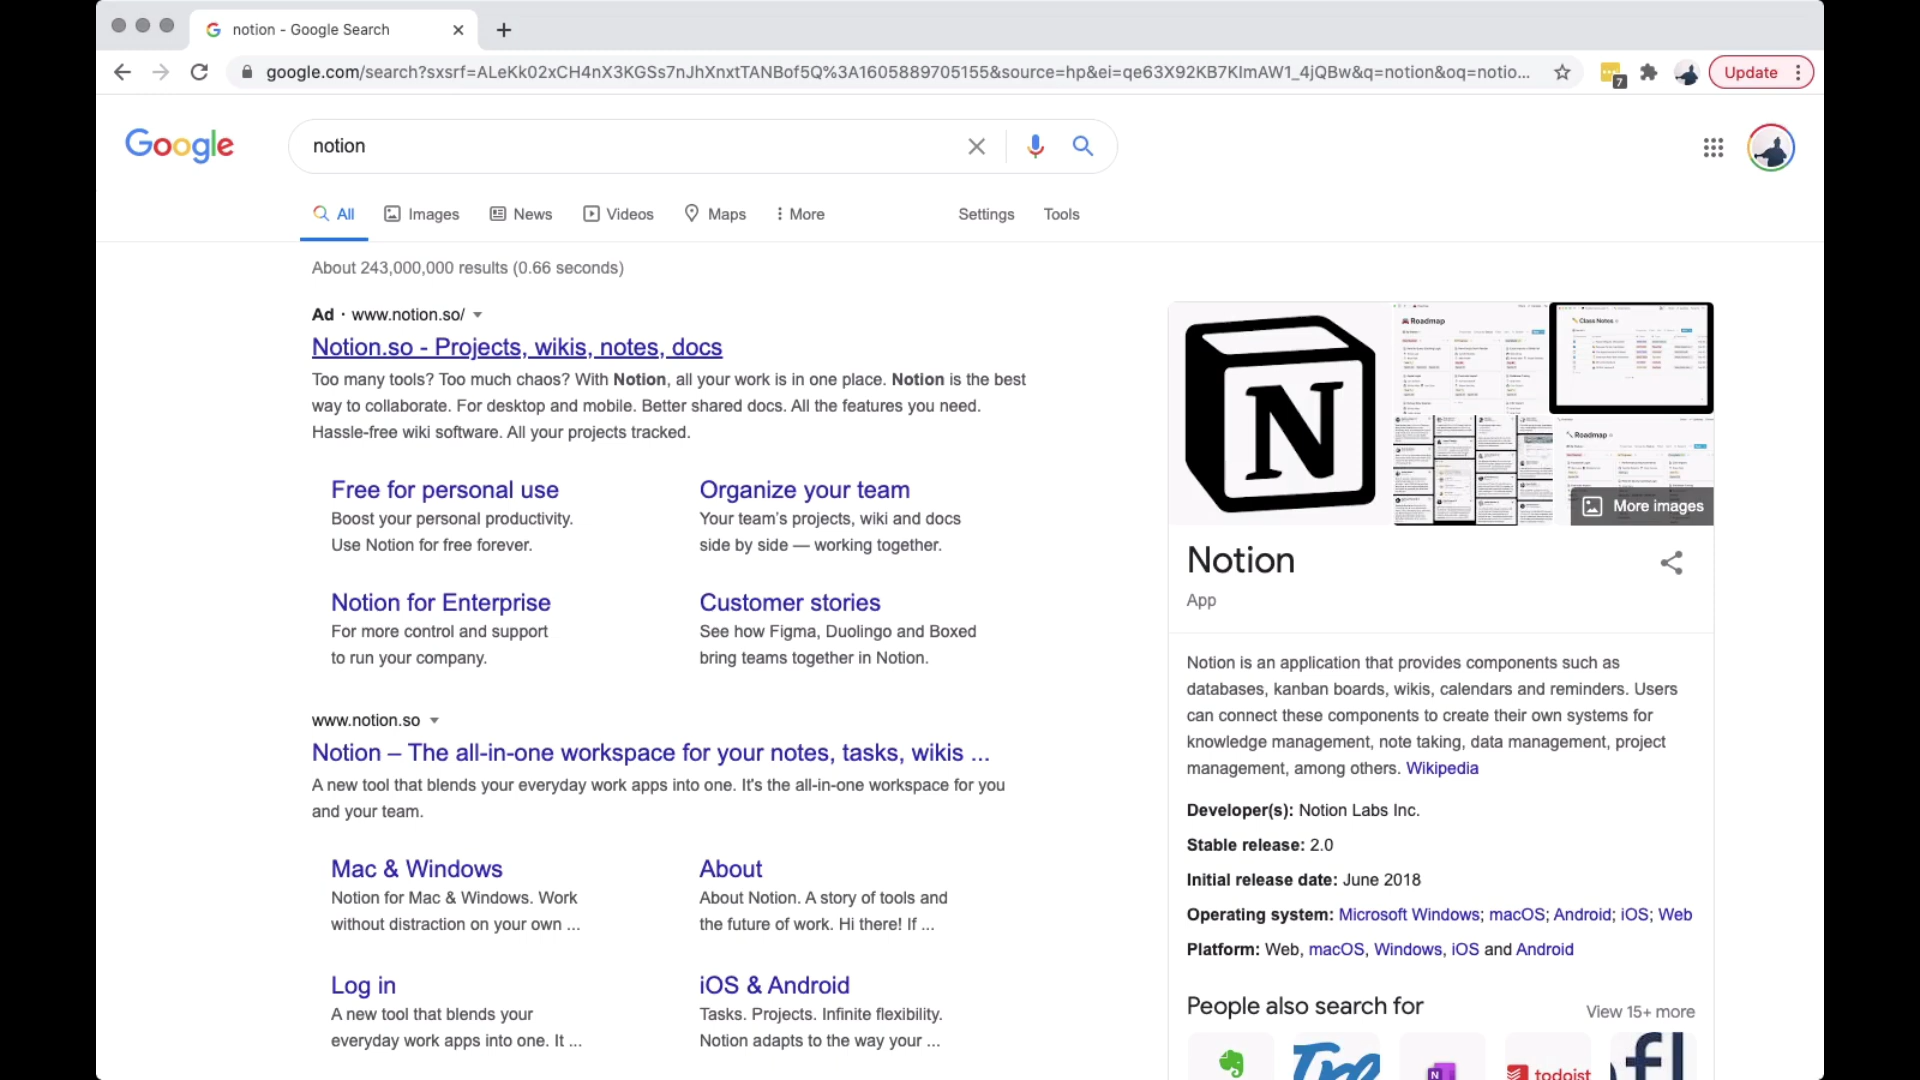 notion - Google Search
google.com/search?sxsrf=ALeKk02xCH4nX3KGSs7nJhXnxtTANBof5Q%3A1605889705155&source=hp&ei=qe63X92KB7KImAW1_4jQBw&q=notion&oq=notio...
7
Update
Google
notion
All
Images
News
Videos
Maps
More
Settings
Tools
About 243,000,000 results (0.66 seconds)
Ad · www.notion.so/
Notion.so - Projects, wikis, notes, docs
Too many tools? Too much chaos? With Notion, all your work is in one place. Notion is the best
way to collaborate. For desktop and mobile. Better shared docs. All the features you need.
Hassle-free wiki software. All your projects tracked.
Free for personal use
Boost your personal productivity.
Use Notion for free forever.
Organize your team
Your team's projects, wiki and docs
side by side — working together.
Notion for Enterprise
For more control and support
to run your company.
Customer stories
See how Figma, Duolingo and Boxed
bring teams together in Notion.
www.notion.so
Notion – The all-in-one workspace for your notes, tasks, wikis ...
A new tool that blends your everyday work apps into one. It's the all-in-one workspace for you
and your team.
Mac & Windows
Notion for Mac & Windows. Work
without distraction on your own ...
About
About Notion. A story of tools and
the future of work. Hi there! If ...
Log in
A new tool that blends your
everyday work apps into one. It ...
iOS & Android
Tasks. Projects. Infinite flexibility.
Notion adapts to the way your ...
N
Roadmap
Class Notes
Roadmap
More images
Notion
App
Notion is an application that provides components such as
databases, kanban boards, wikis, calendars and reminders. Users
can connect these components to create their own systems for
knowledge management, note taking, data management, project
management, among others. Wikipedia
Developer(s): Notion Labs Inc.
Stable release: 2.0
Initial release date: June 2018
Operating system: Microsoft Windows; macOS; Android; iOS; Web
Platform: Web, macOS, Windows, iOS and Android
People also search for
View 15+ more
N
todoist